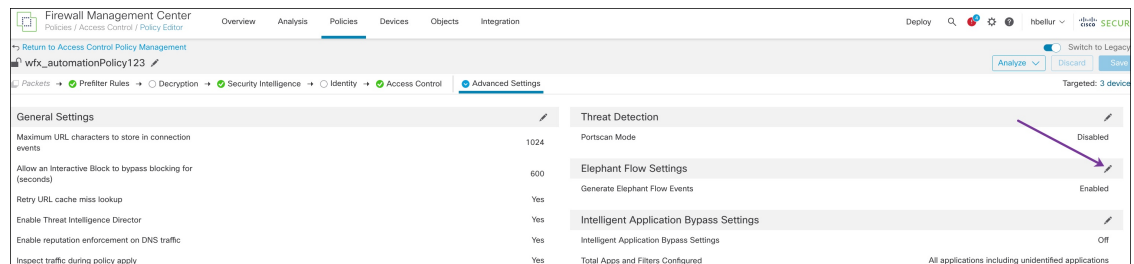 Firewall Management Center
Policies / Access Control / Policy Editor
Overview Analysis Policies Devices Objects Integration
Deploy hbellur cisco SECUR
Return to Access Control Policy Management
Switch to Legacy
wfx_automationPolicy123
Analyze Discard Save
Packets → Prefilter Rules → Decryption → Security Intelligence → Identity → Access Control Advanced Settings
Targeted: 3 device
General Settings
Maximum URL characters to store in connection
events
1024
Allow an Interactive Block to bypass blocking for
(seconds)
600
Retry URL cache miss lookup Yes
Enable Threat Intelligence Director Yes
Enable reputation enforcement on DNS traffic Yes
Inspect traffic during policy apply Yes
Threat Detection
Portscan Mode Disabled
Elephant Flow Settings
Generate Elephant Flow Events Enabled
Intelligent Application Bypass Settings
Intelligent Application Bypass Settings Off
Total Apps and Filters Configured All applications including unidentified applications